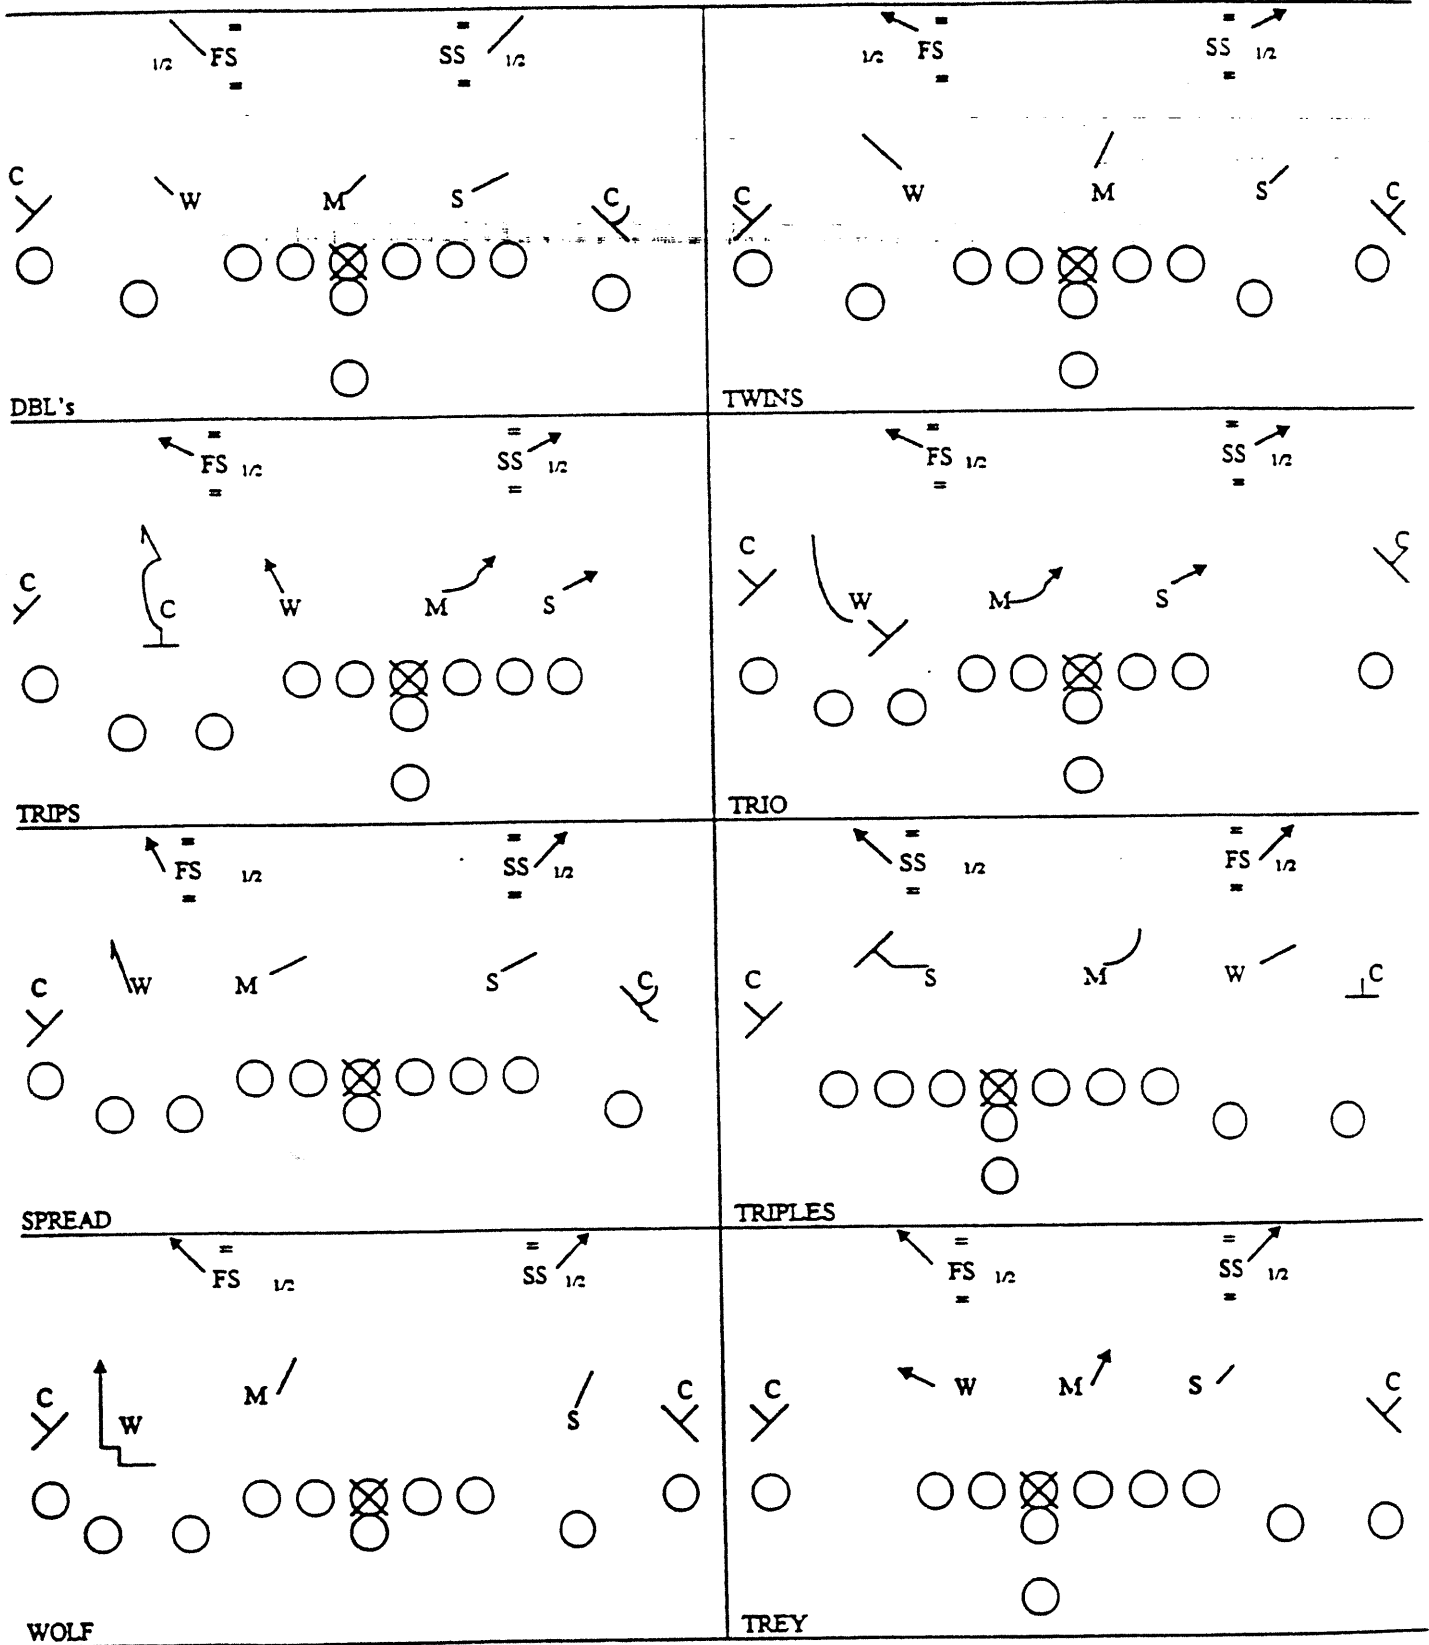 1/2 FS = = SS 1/2 = =
C W M S C
DBL's
1/2 FS = = SS 1/2 = =
C W M S C
TWINS
FS 1/2 = = SS 1/2 = =
C C W M S
TRIPS
FS 1/2 = = SS 1/2 = =
C W M S C
TRIO
FS 1/2 = = SS 1/2 = =
C W M S C
SPREAD
SS 1/2 = = FS 1/2 = =
C S M W C
TRIPLES
FS 1/2 = SS 1/2 =
C W M S C
WOLF
FS 1/2 = = SS 1/2 = =
C W M S C
TREY